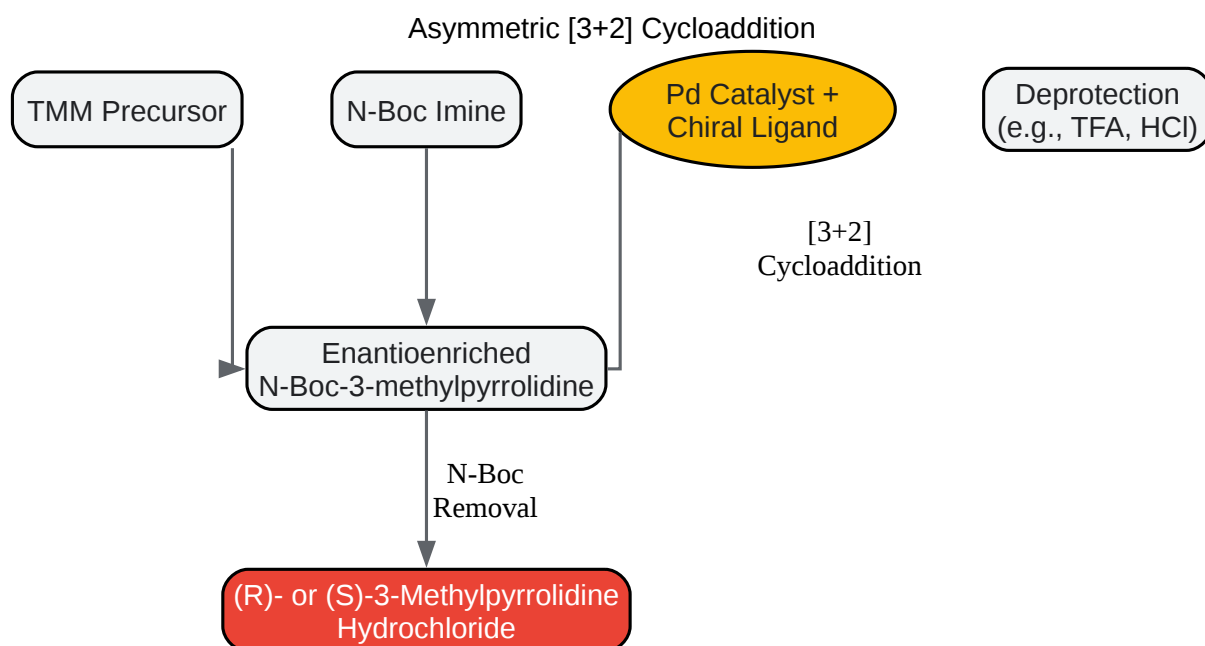 Asymmetric [3+2] Cycloaddition
TMM Precursor
N-Boc Imine
Pd Catalyst +
Chiral Ligand
Deprotection
(e.g., TFA, HCl)
[3+2]
Cycloaddition
Enantioenriched
N-Boc-3-methylpyrrolidine
N-Boc
Removal
(R)- or (S)-3-Methylpyrrolidine
Hydrochloride